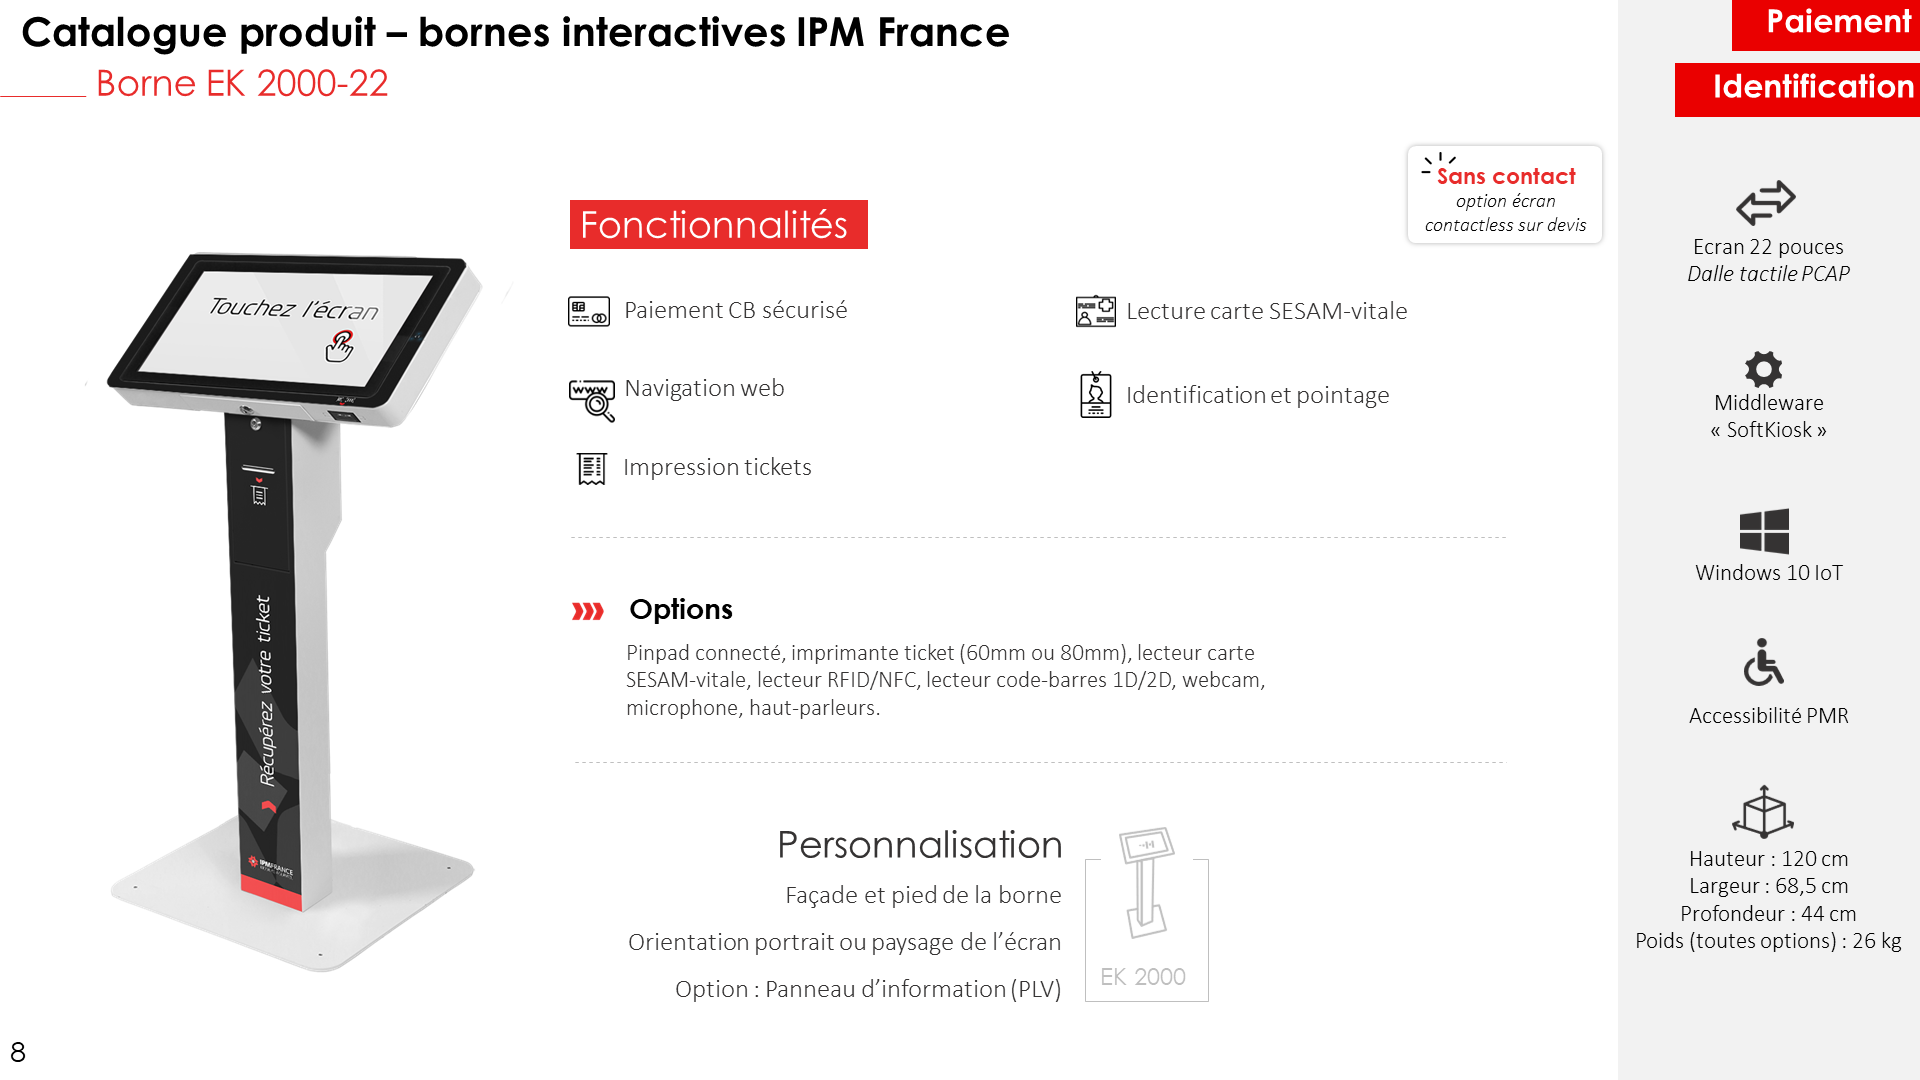 Catalogue produit – bornes interactives IPM France
Borne EK 2000-22
Paiement
Identification
Sans contact
option écran
contactless sur devis
Fonctionnalités
Paiement CB sécurisé
Navigation web
Impression tickets
Lecture carte SESAM-vitale
Identification et pointage
Options
Pinpad connecté, imprimante ticket (60mm ou 80mm), lecteur carte
SESAM-vitale, lecteur RFID/NFC, lecteur code-barres 1D/2D, webcam,
microphone, haut-parleurs.
Personnalisation
Façade et pied de la borne
Orientation portrait ou paysage de l’écran
Option : Panneau d’information (PLV)
EK 2000
Touchez l'écran
Récupérez votre ticket
IPMFRANCE
Ecran 22 pouces
Dalle tactile PCAP
Middleware
« SoftKiosk »
Windows 10 IoT
Accessibilité PMR
Hauteur : 120 cm
Largeur : 68,5 cm
Profondeur : 44 cm
Poids (toutes options) : 26 kg
8